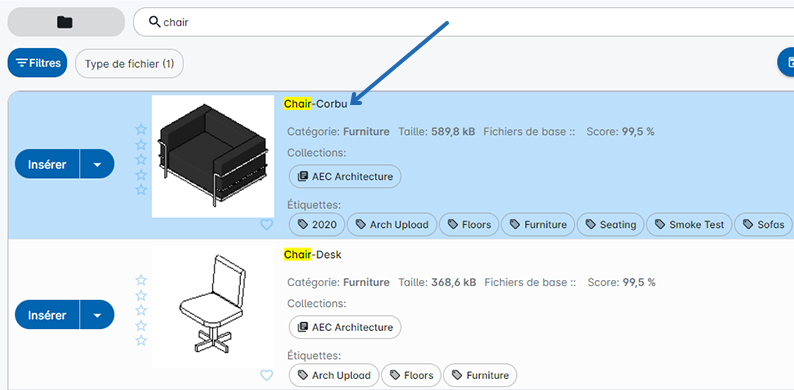 chair
Filtres
Type de fichier (1)
Chair-Corbu
Catégorie: Furniture Taille: 589,8 kB Fichiers de base :: Score: 99,5 %
Collections:
Insérer
AEC Architecture
Étiquettes:
2020 Arch Upload Floors Furniture Seating Smoke Test Sofas
Chair-Desk
Catégorie: Furniture Taille: 368,6 kB Fichiers de base :: Score: 99,5 %
Collections:
Insérer
AEC Architecture
Étiquettes:
Arch Upload Floors Furniture